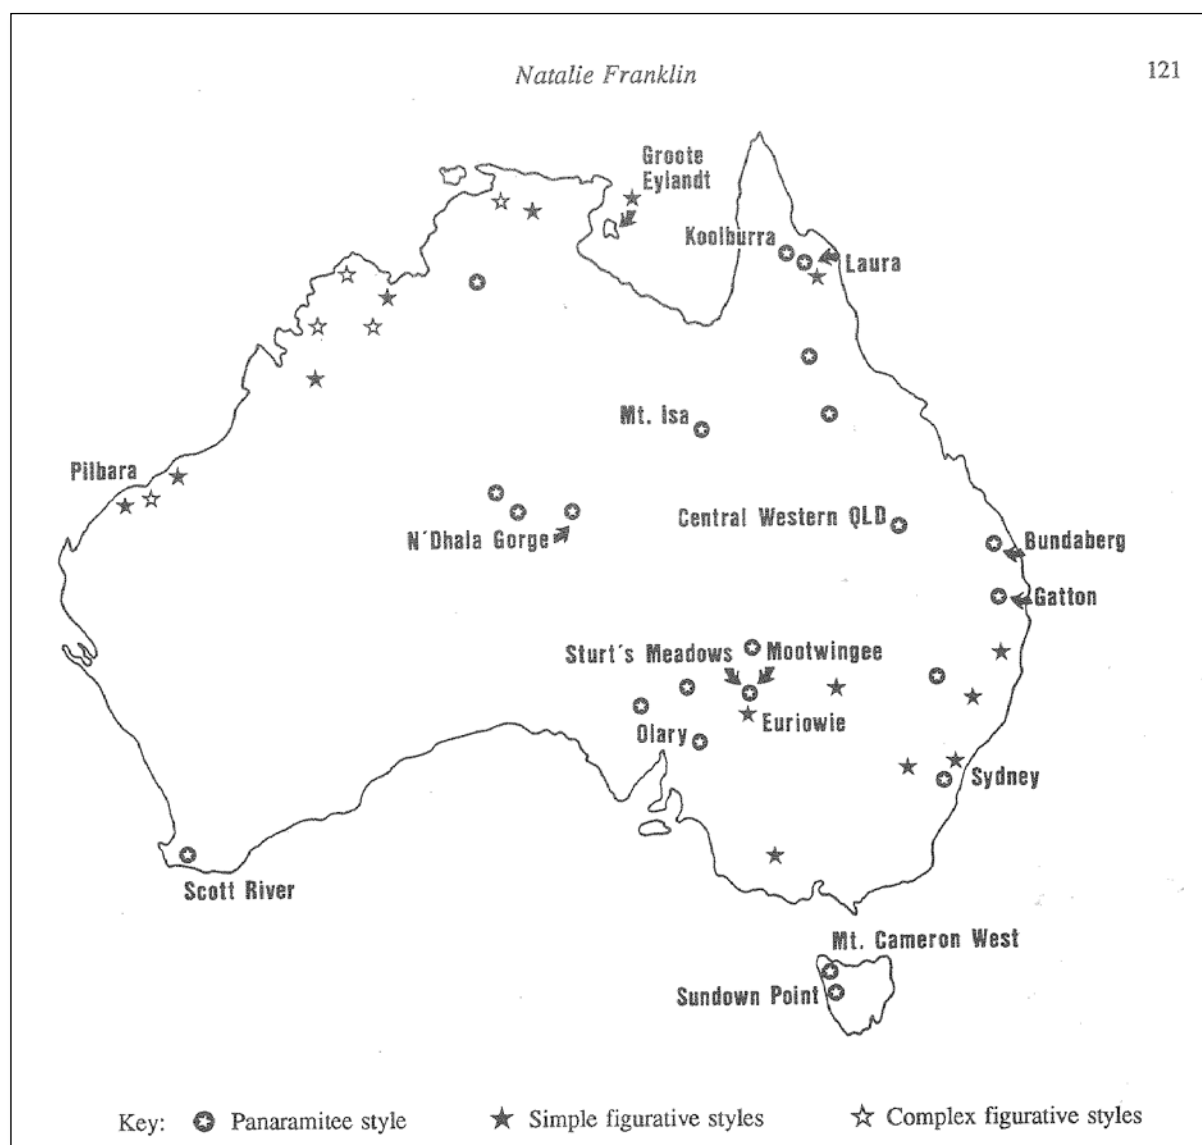 Natalie Franklin
121
Groote
Eylandt
Koolburra
Laura
Mt. Isa
Pilbara
Central Western QLD
N'Dhala Gorge
Bundaberg
Gatton
Sturt's Meadows
Mootwingee
Olary
Euriowie
Sydney
Scott River
Mt. Cameron West
Sundown Point
Key: Panaramitee style Simple figurative styles Complex figurative styles